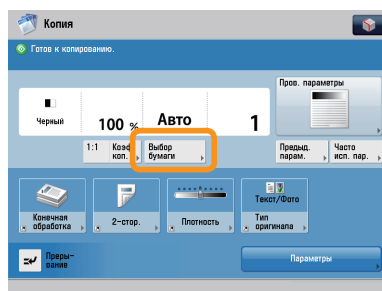 Копия
Готов к копированию.
Пров. параметры
Черный
100 %
Авто
1
1:1
Коэф.
коп.
Выбор
бумаги
Предыд.
парам.
Часто
исп. пар.
Конечная
обработка
2-стор.
Плотность
Текст/Фото
Тип
оригинала
Преры-
вание
Параметры